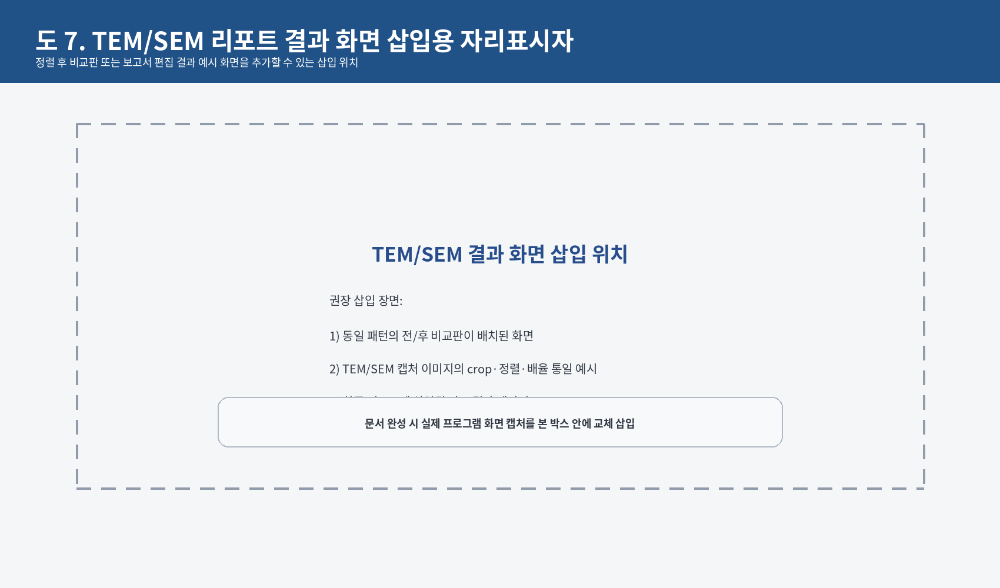 도 7. TEM/SEM 리포트 결과 화면 삽입용 자리표시자
정렬 후 비교판 또는 보고서 편집 결과 예시 화면을 추가할 수 있는 삽입 위치
TEM/SEM 결과 화면 삽입 위치
권장 삽입 장면:
1) 동일 패턴의 전/후 비교판이 배치된 화면
2) TEM/SEM 캡처 이미지의 crop·정렬·배율 통일 예시
문서 완성 시 실제 프로그램 화면 캡처를 본 박스 안에 교체 삽입